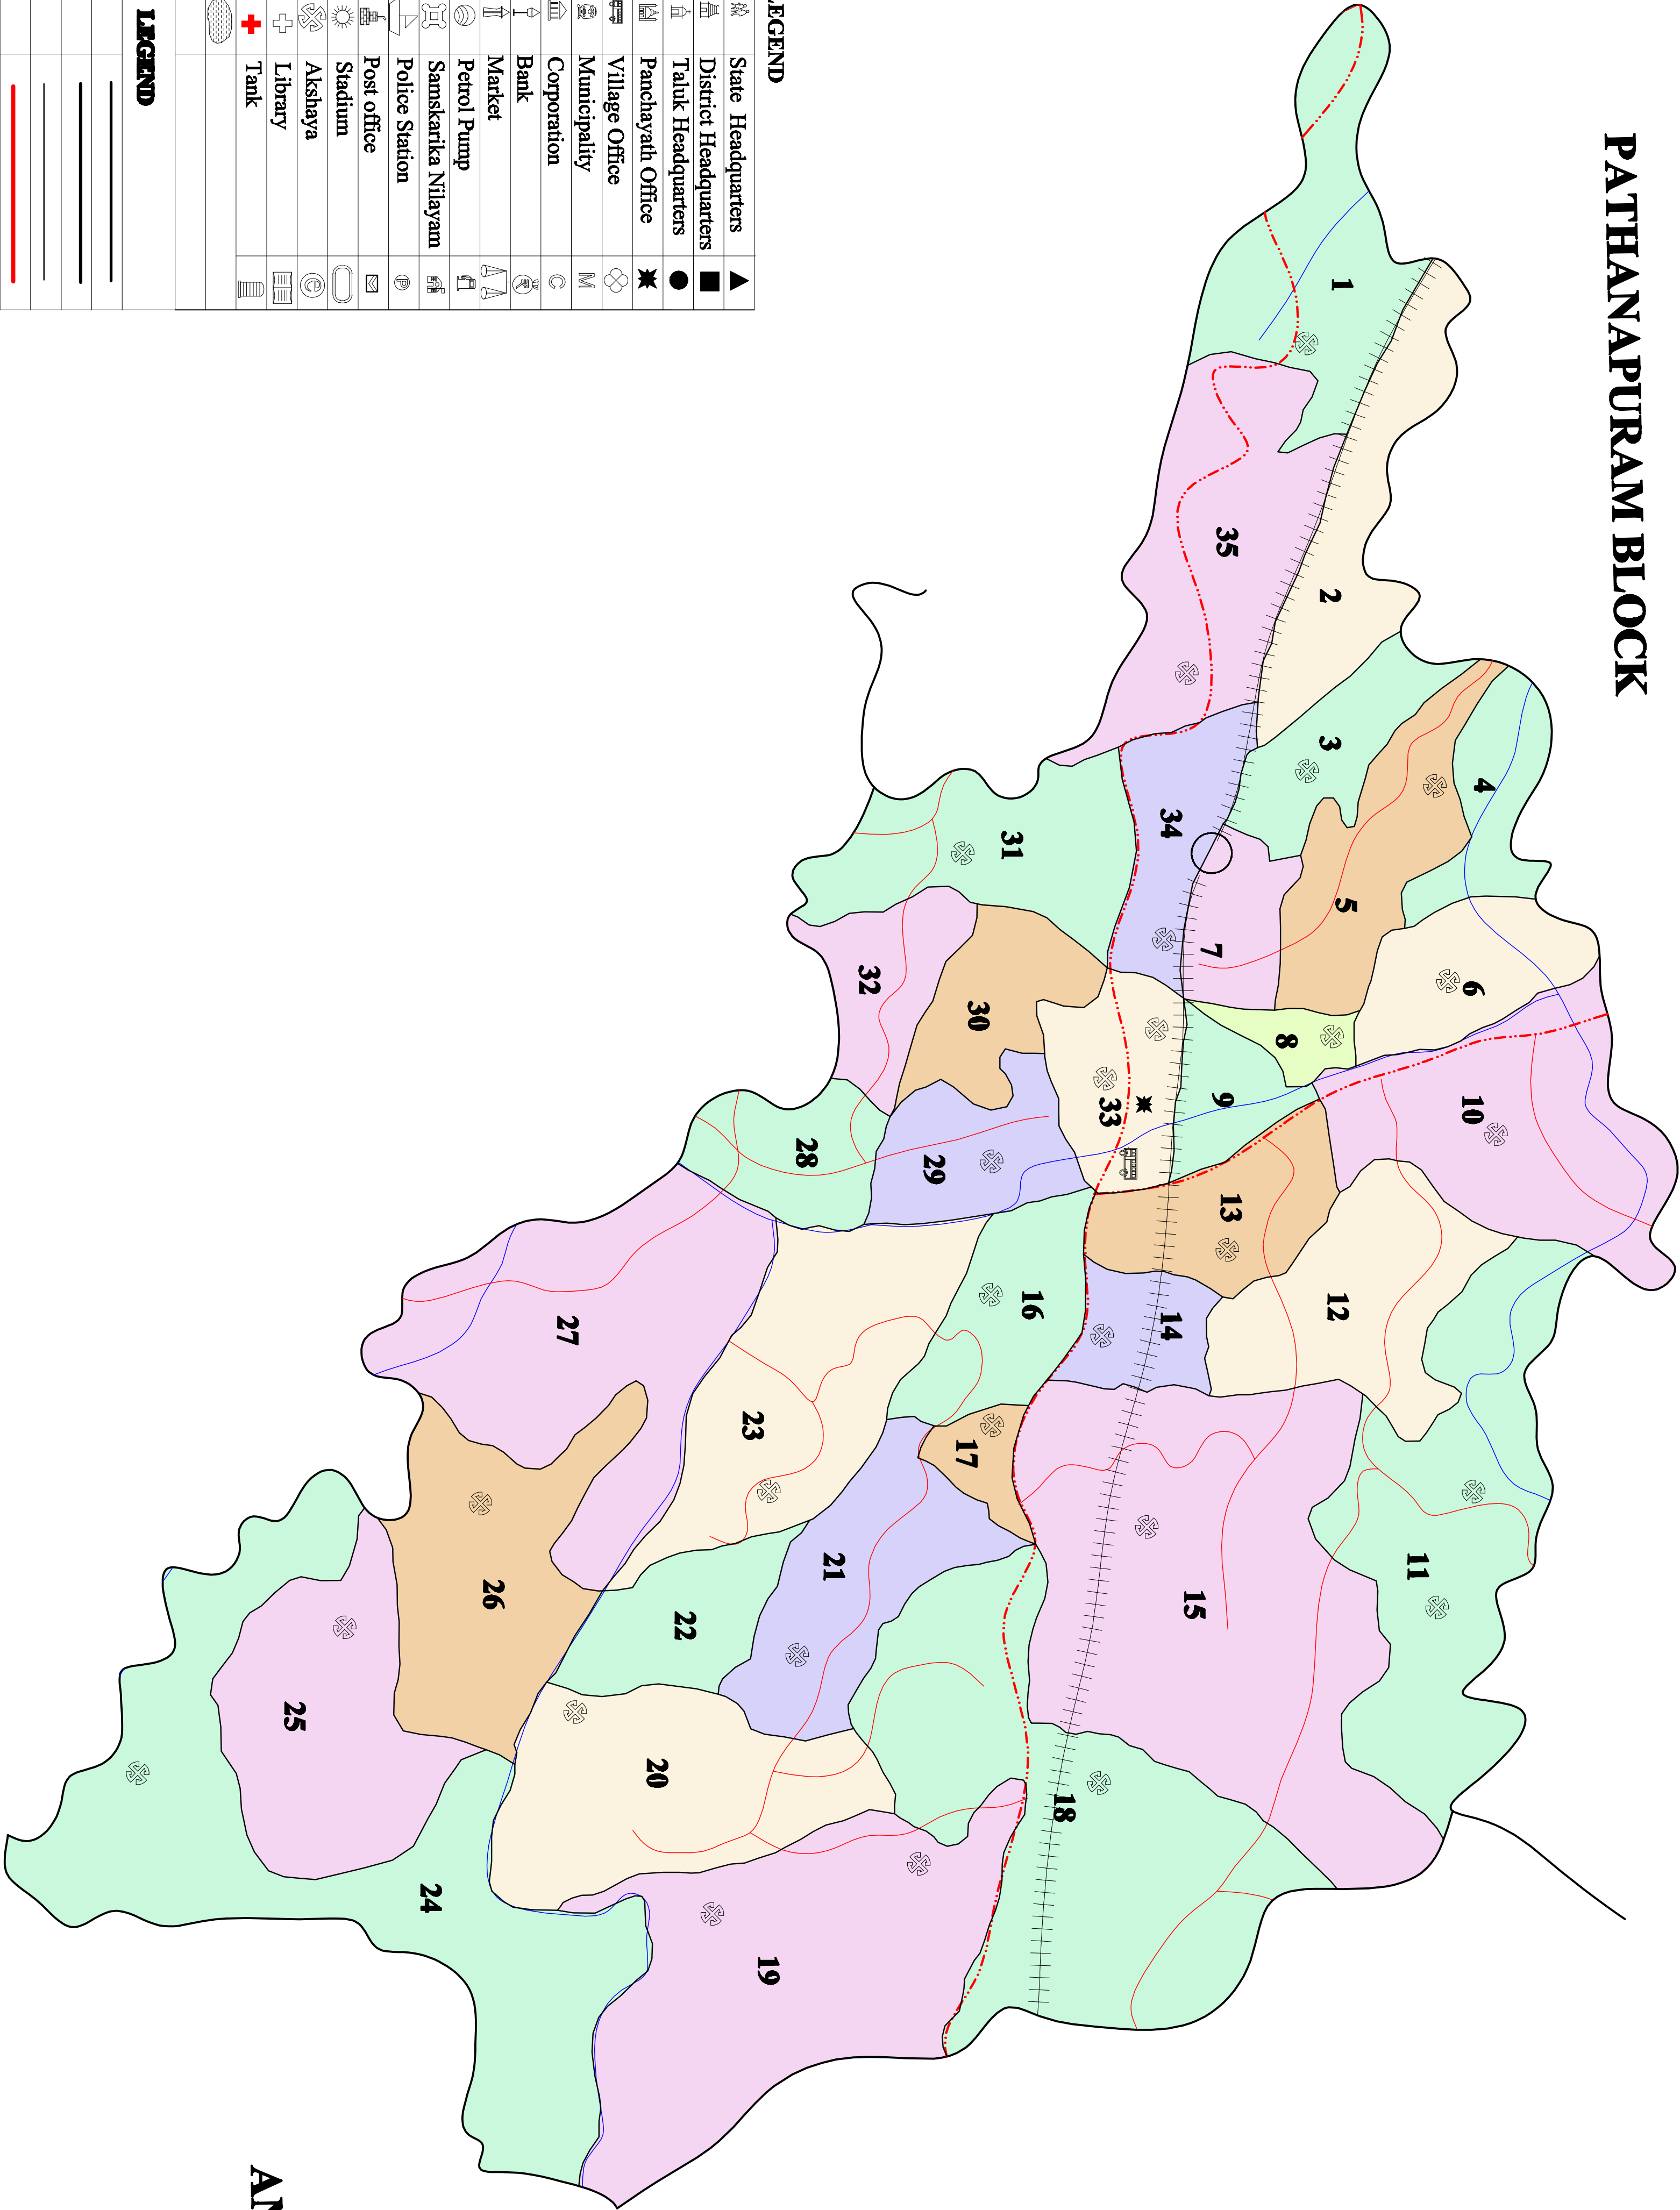 PATHANAPURAM BLOCK
LEGEND
State Headquarters
District Headquarters
Taluk Headquarters
Panchayath Office
Village Office
Municipality
M
Corporation
C
Bank
Market
Petrol Pump
Samskarika Nilayam
Police Station
P
Post office
Stadium
Akshaya
@
Library
Tank
LEGEND
1
2
3
4
5
6
7
8
9
10
11
12
13
14
15
16
17
18
19
20
21
22
23
24
25
26
27
28
29
30
31
32
33
34
35